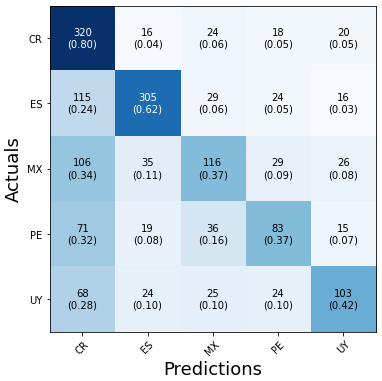 Actuals
CR
320 16 24 18 20
(0.80) (0.04) (0.06) (0.05) (0.05)
ES
115 305 29 24 16
(0.24) (0.62) (0.06) (0.05) (0.03)
MX
106 35 116 29 26
(0.34) (0.11) (0.37) (0.09) (0.08)
PE
71 19 36 83 15
(0.32) (0.08) (0.16) (0.37) (0.07)
UY
68 24 25 24 103
(0.28) (0.10) (0.10) (0.10) (0.42)
CR ES MX PE UY
Predictions